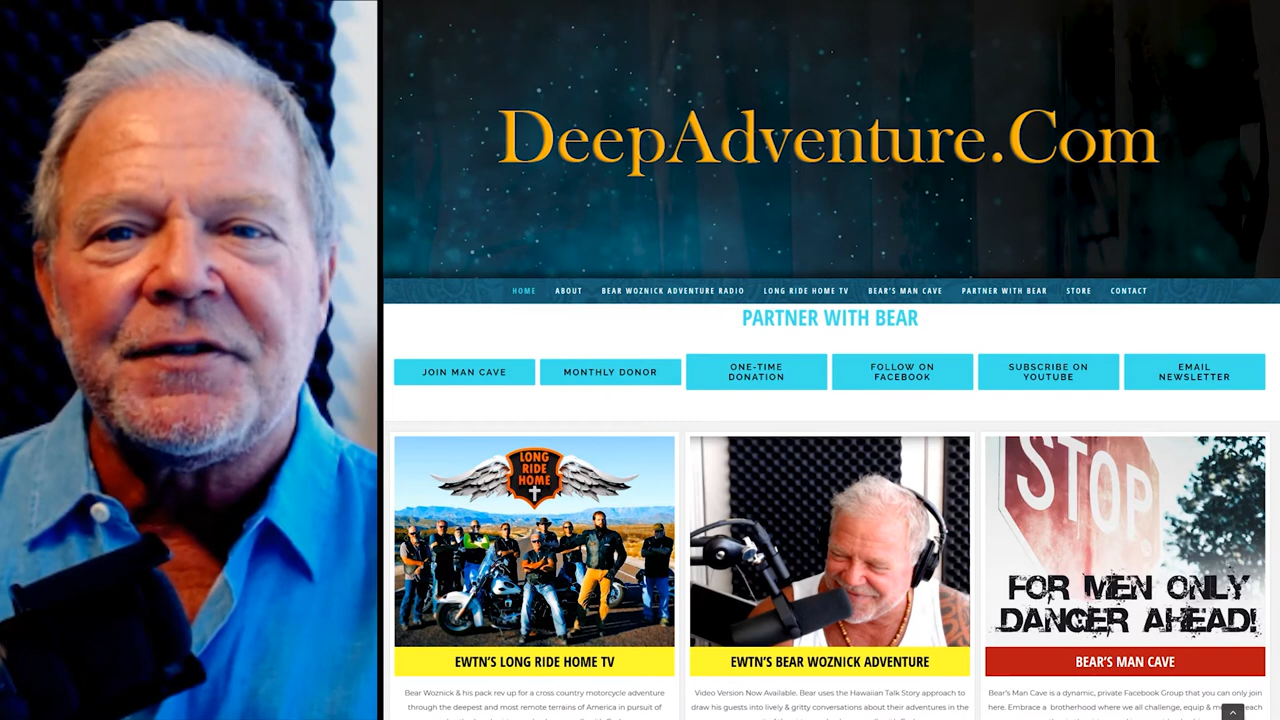 DeepAdventure.Com
HOME ABOUT BEAR WOZNICK ADVENTURE RADIO LONG RIDE HOME TV BEAR'S MAN CAVE PARTNER WITH BEAR STORE CONTACT
PARTNER WITH BEAR
JOIN MAN CAVE
MONTHLY DONOR
ONE-TIME
DONATION
FOLLOW ON
FACEBOOK
SUBSCRIBE ON
YOUTUBE
EMAIL
NEWSLETTER
LONG
RIDE
HOME
EWTN'S LONG RIDE HOME TV
Bear Woznick & his pack rev up for a cross country motorcycle adventure
through the deepest and most remote terrains of America in pursuit of
EWTN'S BEAR WOZNICK ADVENTURE
Video Version Now Available. Bear uses the Hawaiian Talk Story approach to
draw his guests into lively & gritty conversations about their adventures in the
STOP
FOR MEN ONLY
DANGER AHEAD!
BEAR'S MAN CAVE
Bear's Man Cave is a dynamic, private Facebook Group that you can only join
here. Embrace a brotherhood where we all challenge, equip &